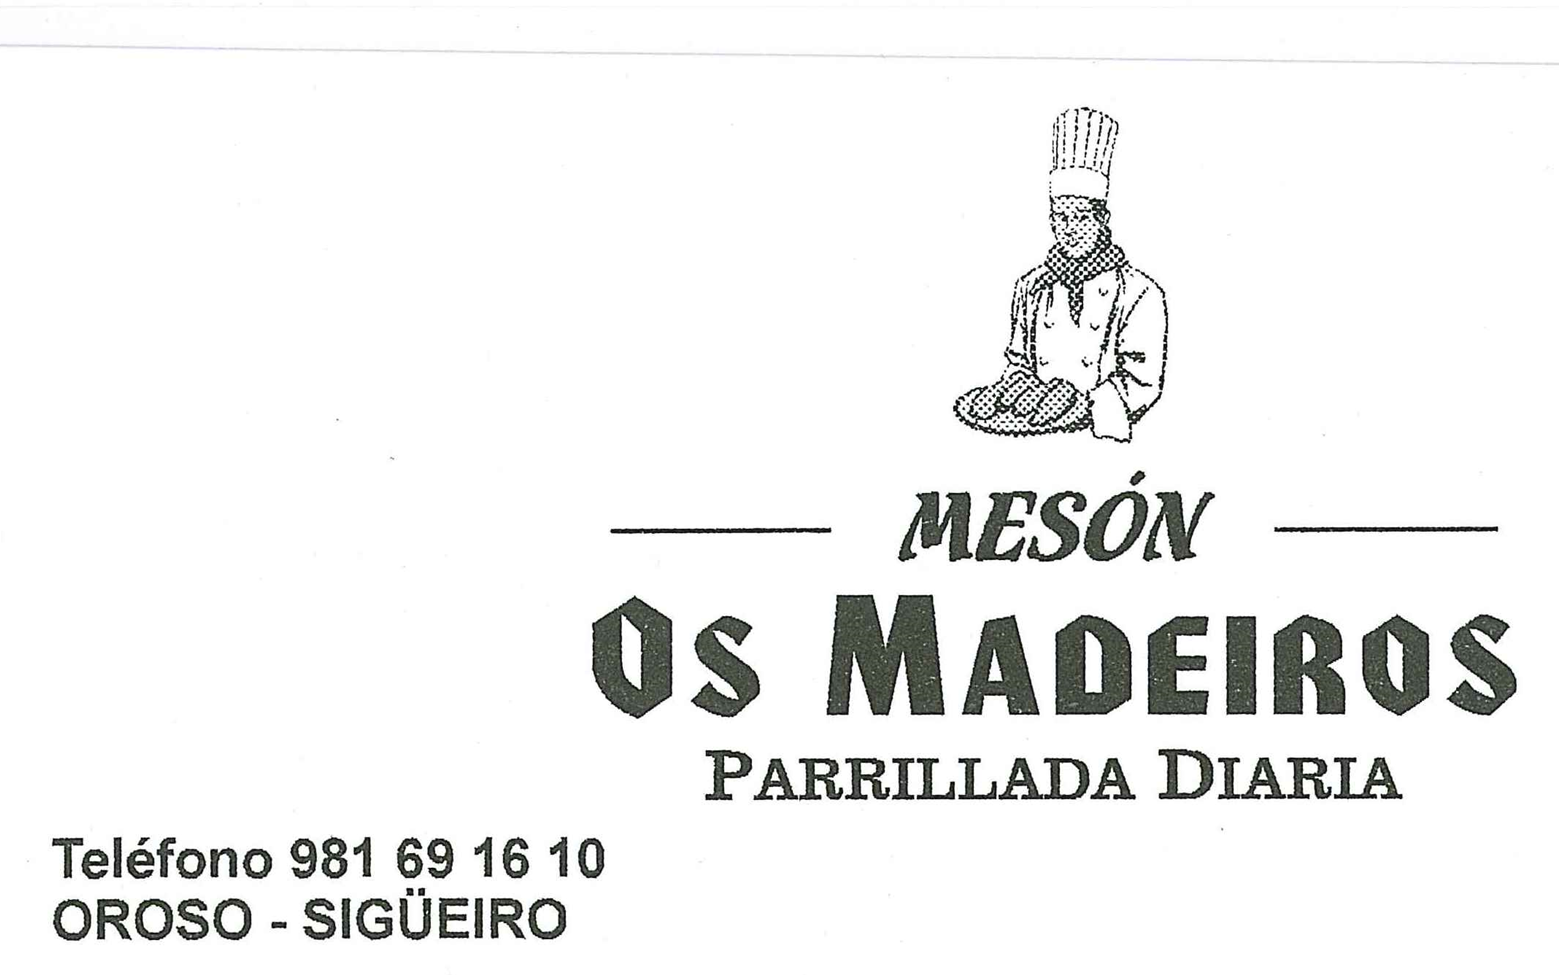 MESÓN
OS MADEIROS
PARRILLADA DIARIA
Teléfono 981 69 16 10
OROSO - SIGÜEIRO